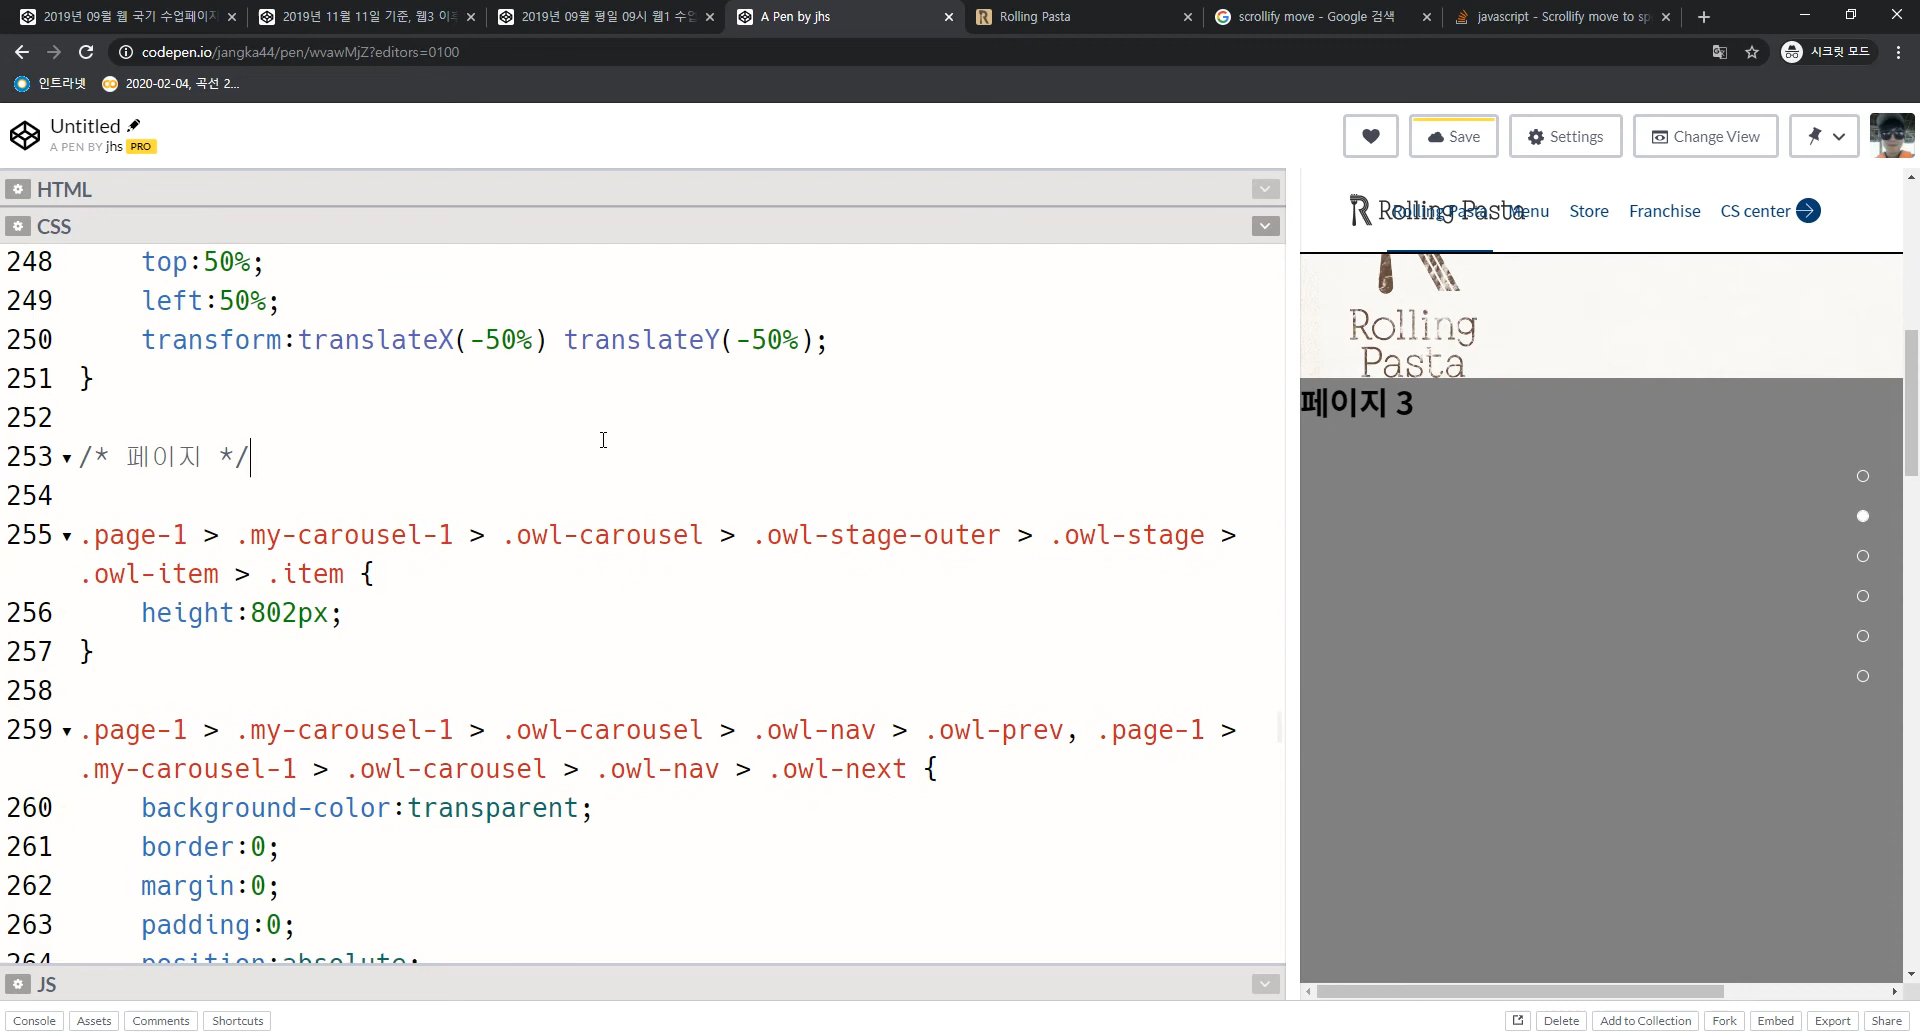 2019년 09월 웹 국기 수업페이지
2019년 11월 11일 기준, 웹3 이후
2019년 09월 평일 09시 웹1 수업
A Pen by jhs
Rolling Pasta
scrollify move - Google 검색
javascript - Scrollify move to sp
codepen.io/jangka44/pen/wvawMjZ?editors=0100
시크릿 모드
인트라넷
2020-02-04, 곡선 2...
Untitled
A PEN BY jhs PRO
Save
Settings
Change View
HTML
CSS
248 top:50%;
249 left:50%;
250 transform:translateX(-50%) translateY(-50%);
251 }
252
253 /* 페이지 */
254
255 .page-1 > .my-carousel-1 > .owl-carousel > .owl-stage-outer > .owl-stage >
.owl-item > .item {
256 height:802px;
257 }
258
259 .page-1 > .my-carousel-1 > .owl-carousel > .owl-nav > .owl-prev, .page-1 >
.my-carousel-1 > .owl-carousel > .owl-nav > .owl-next {
260 background-color:transparent;
261 border:0;
262 margin:0;
263 padding:0;
264 position:absolute;
JS
Rolling Pasta
Rolling Pasta Menu Store Franchise CS center
Rolling
Pasta
페이지 3
Console Assets Comments Shortcuts
Delete Add to Collection Fork Embed Export Share